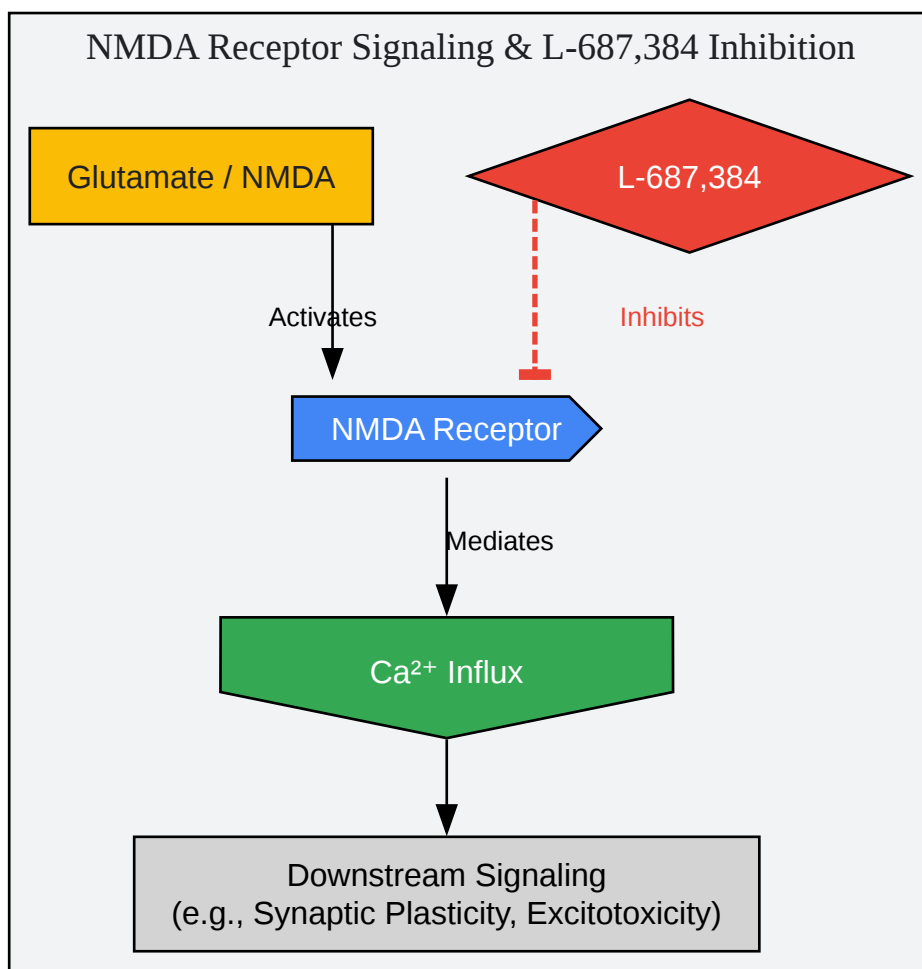 NMDA Receptor Signaling & L-687,384 Inhibition
Glutamate / NMDA
L-687,384
Activates
Inhibits
NMDA Receptor
Mediates
Ca²⁺ Influx
Downstream Signaling
(e.g., Synaptic Plasticity, Excitotoxicity)